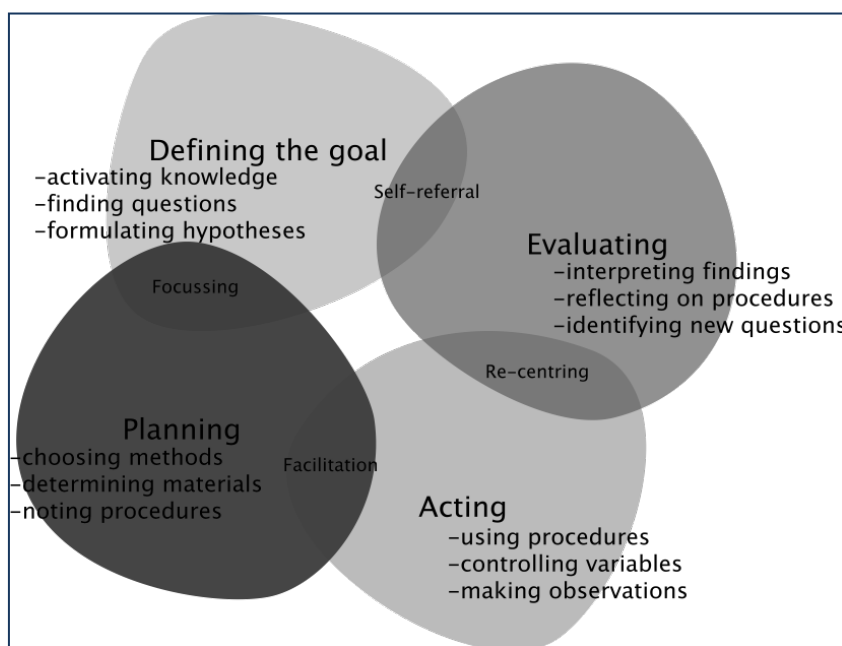 Defining the goal
-activating knowledge
-finding questions
-formulating hypotheses
Self-referral
Evaluating
-interpreting findings
-reflecting on procedures
-identifying new questions
Focussing
Re-centring
Planning
-choosing methods
-determining materials
-noting procedures
Facilitation
Acting
-using procedures
-controlling variables
-making observations